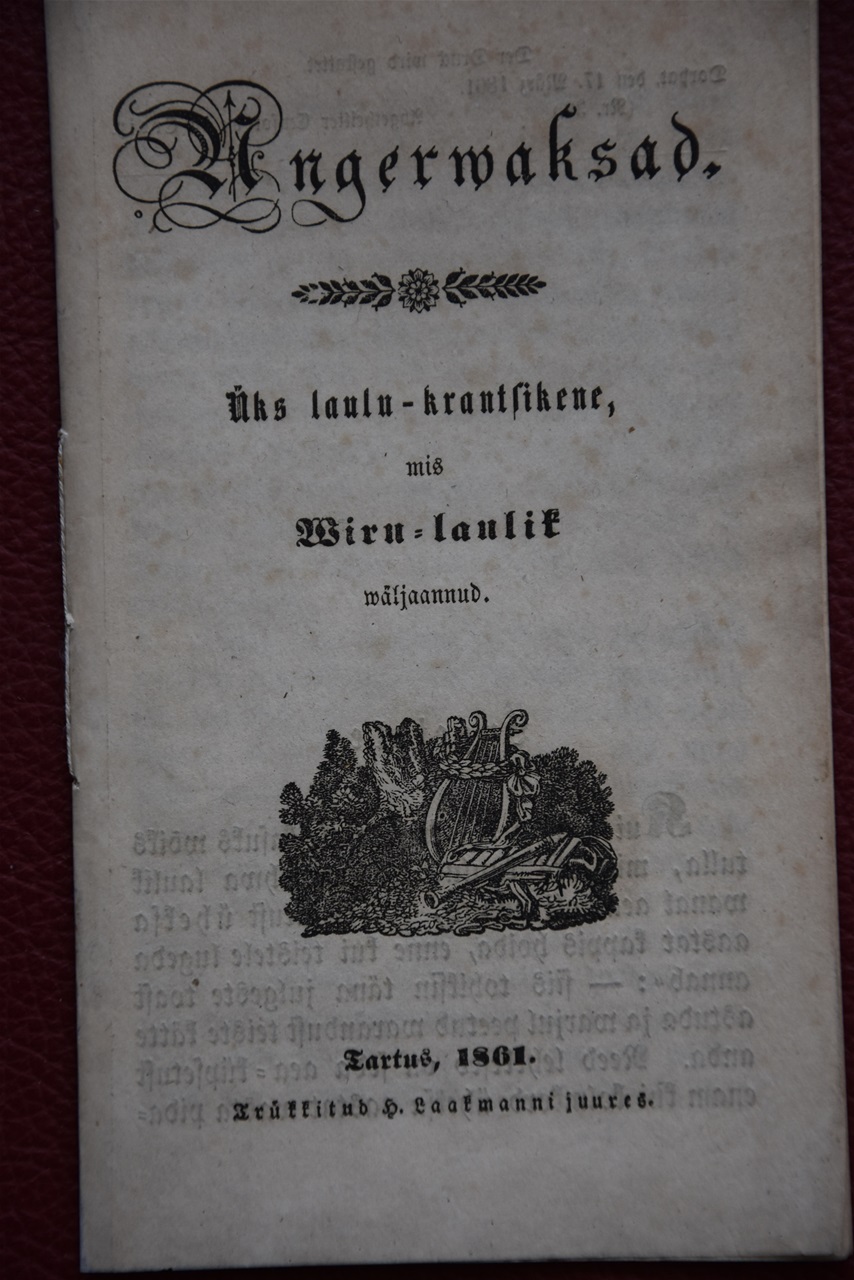 Angerwaksad.
Üks laulu-krantsikene,
mis
Wiru-laulik
wäljaannud.
Tartus, 1861.
Trükkitud H. Laakmanni juures.